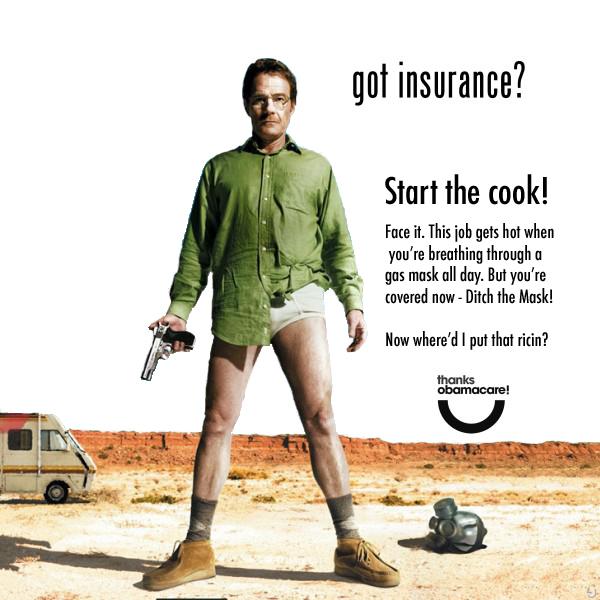 got insurance?
Start the cook!
Face it. This job gets hot when
you're breathing through a
gas mask all day. But you're
covered now - Ditch the Mask!
Now where'd I put that ricin?
thanks
obamacare!